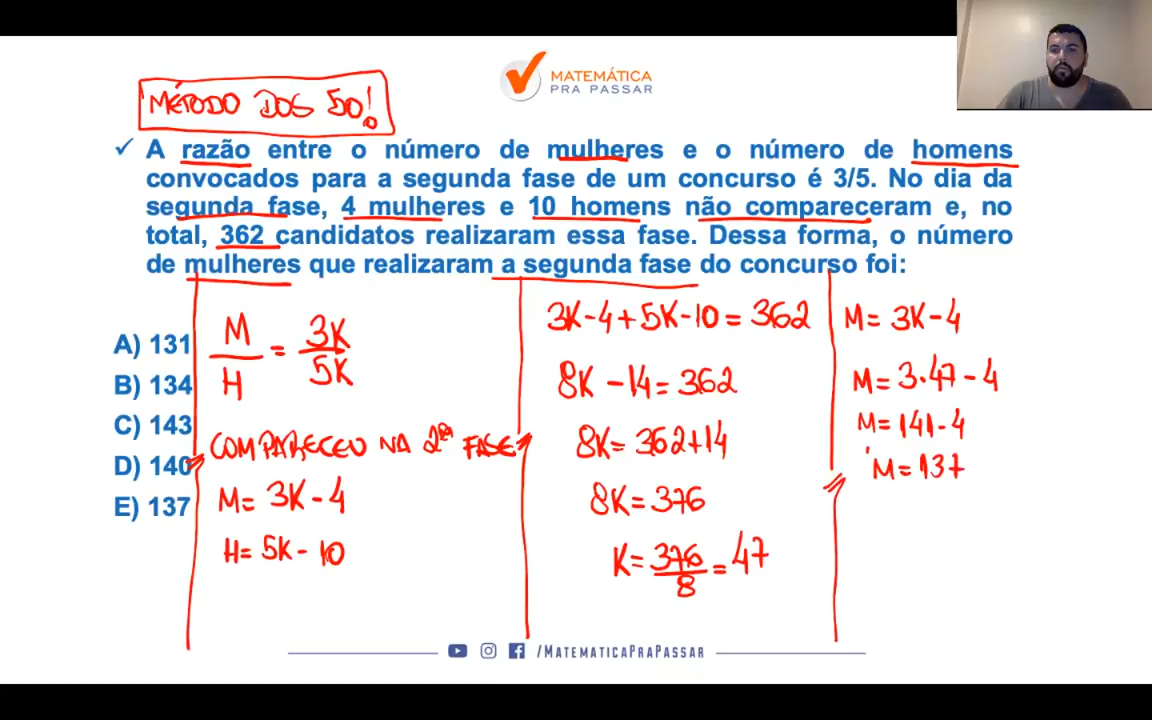 MATEMÁTICA
PRA PASSAR
MÉTODO DOS 50!
✓ A razão entre o número de mulheres e o número de homens
convocados para a segunda fase de um concurso é 3/5. No dia da
segunda fase, 4 mulheres e 10 homens não compareceram e, no
total, 362 candidatos realizaram essa fase. Dessa forma, o número
de mulheres que realizaram a segunda fase do concurso foi:
A) 131
B) 134
C) 143
D) 140
E) 137
M/H = 3K/5K
COMPARECEU NA 2ª FASE
M = 3K - 4
H = 5K - 10
3K - 4 + 5K - 10 = 362
8K - 14 = 362
8K = 362 + 14
8K = 376
K = 376/8 = 47
M = 3K - 4
M = 3·47 - 4
M = 141 - 4
M = 137
/MATEMATICAPRAPASSAR